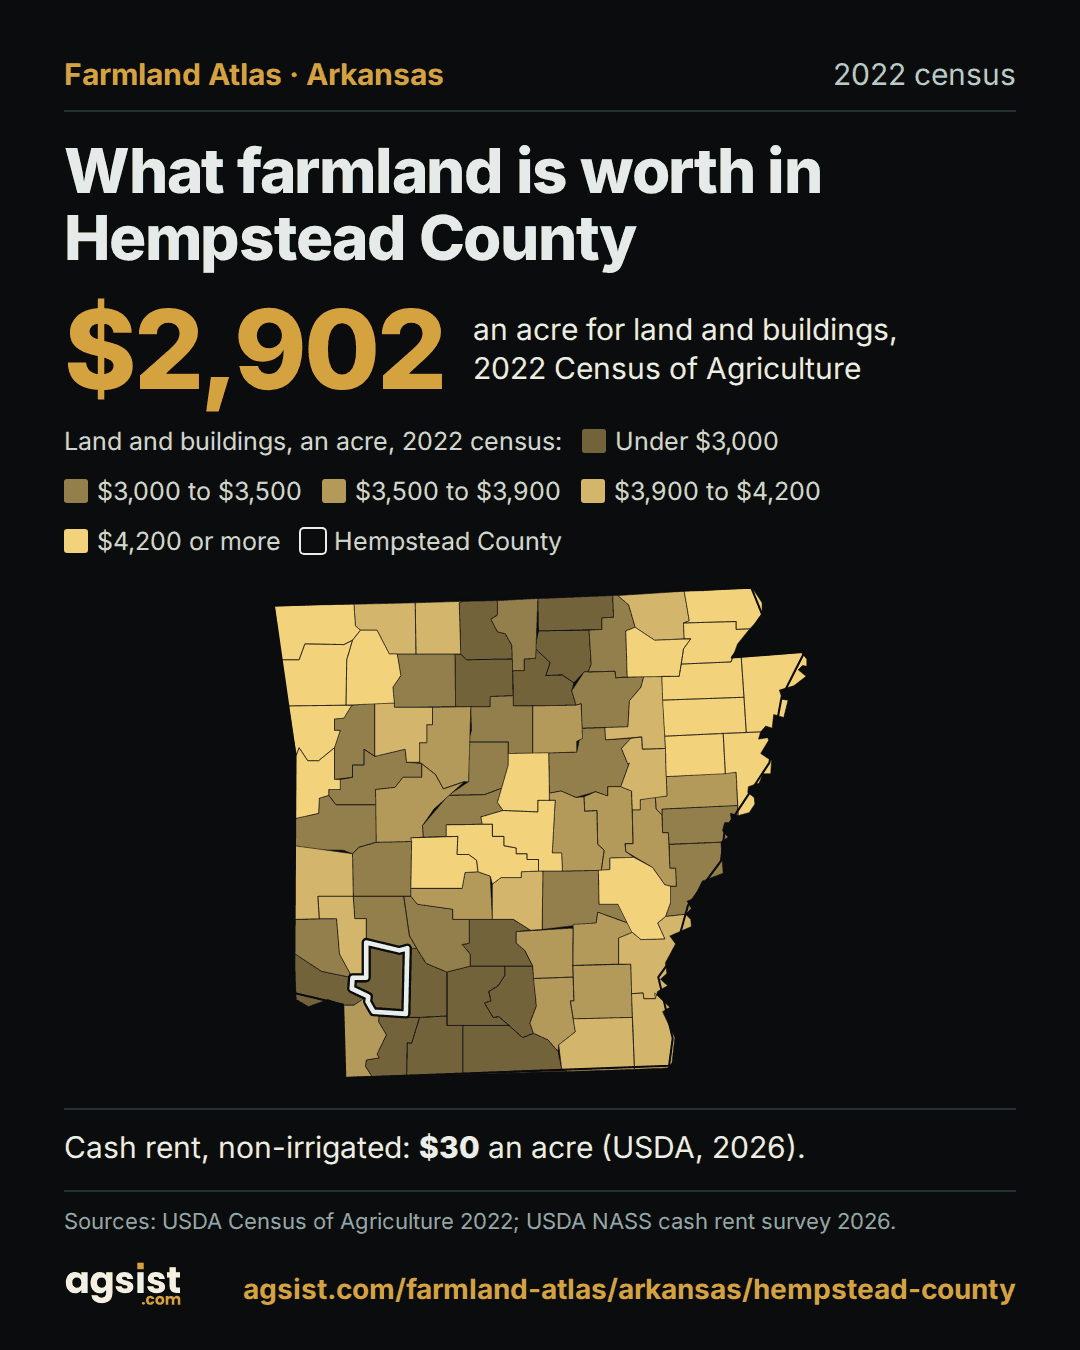 Farmland Atlas · Arkansas
2022 census
What farmland is worth in
Hempstead County
$2,902
an acre for land and buildings,
2022 Census of Agriculture
Land and buildings, an acre, 2022 census: Under $3,000
$3,000 to $3,500 $3,500 to $3,900 $3,900 to $4,200
$4,200 or more Hempstead County
Cash rent, non-irrigated: $30 an acre (USDA, 2026).
Sources: USDA Census of Agriculture 2022; USDA NASS cash rent survey 2026.
agsist
.com
agsist.com/farmland-atlas/arkansas/hempstead-county